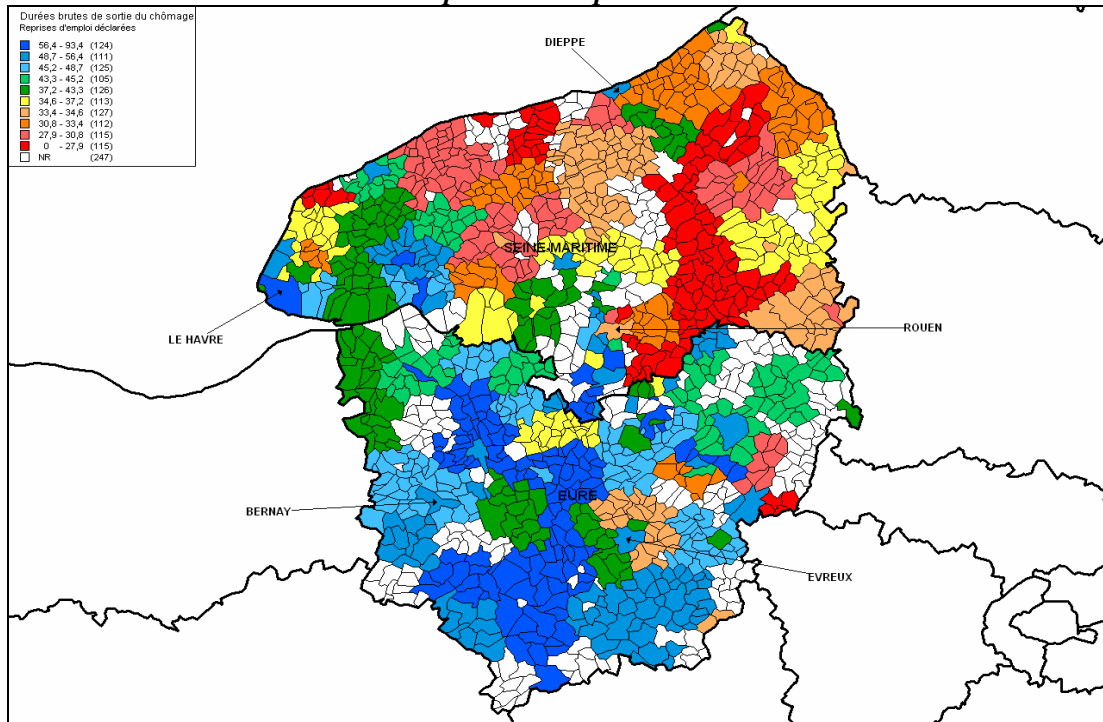 Durées brutes de sortie du chômage
Reprises d'emploi déclarées
56,4 - 93,4 (124)
48,7 - 56,4 (111)
45,2 - 48,7 (125)
43,3 - 45,2 (105)
37,2 - 43,3 (126)
34,6 - 37,2 (113)
33,4 - 34,6 (127)
30,8 - 33,4 (112)
27,9 - 30,8 (115)
0 - 27,9 (115)
NR (247)
DIEPPE
SEINE-MARITIME
LE HAVRE
ROUEN
BERNAY
EURE
EVREUX